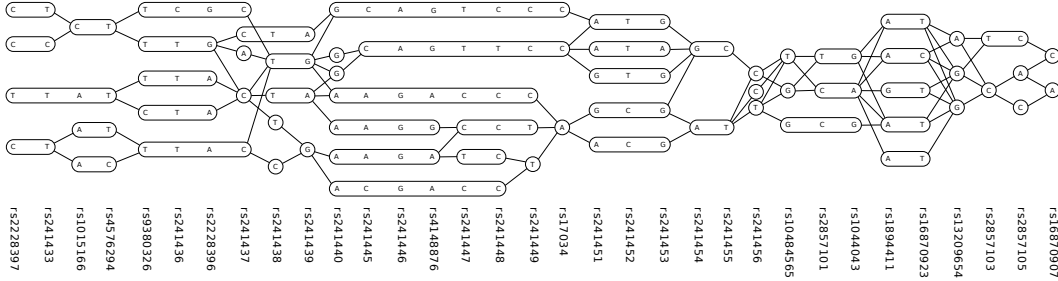 C T T C G C G C A G T C C C
C T A T G A T A T C
C T C T A A
C C T T G A G C A G T T C C A T A G C C
A T G G T T G A C
T T A G C G T G A
T T A T C T A A A G A C C C C G C A G T A
C T A T G C G T G C
T A A G G C C T A G C G A T A T
C T A T T T A C G A C G
A C C A A G A T C T A T
A C G A C C
rs2228397
rs241433
rs1015166
rs4576294
rs9380326
rs241436
rs2228396
rs241437
rs241438
rs241439
rs241440
rs241445
rs241446
rs4148876
rs241447
rs241448
rs241449
rs17034
rs241451
rs241452
rs241453
rs241454
rs241455
rs241456
rs10484565
rs2857101
rs1044043
rs1894411
rs16870923
rs13209654
rs2857103
rs2857105
rs16870907